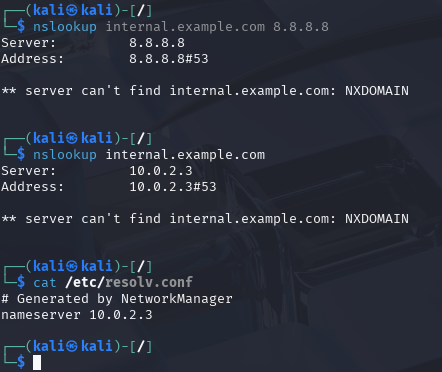 ┌──(kali㉿kali)-[/]
└─$ nslookup internal.example.com 8.8.8.8
Server:         8.8.8.8
Address:        8.8.8.8#53

** server can't find internal.example.com: NXDOMAIN

┌──(kali㉿kali)-[/]
└─$ nslookup internal.example.com
Server:         10.0.2.3
Address:        10.0.2.3#53

** server can't find internal.example.com: NXDOMAIN

┌──(kali㉿kali)-[/]
└─$ cat /etc/resolv.conf
# Generated by NetworkManager
nameserver 10.0.2.3

┌──(kali㉿kali)-[/]
└─$